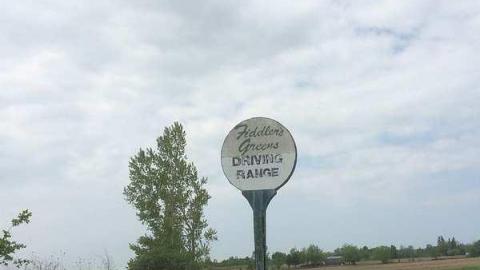 Fiddler's
Greens
DRIVING
RANGE